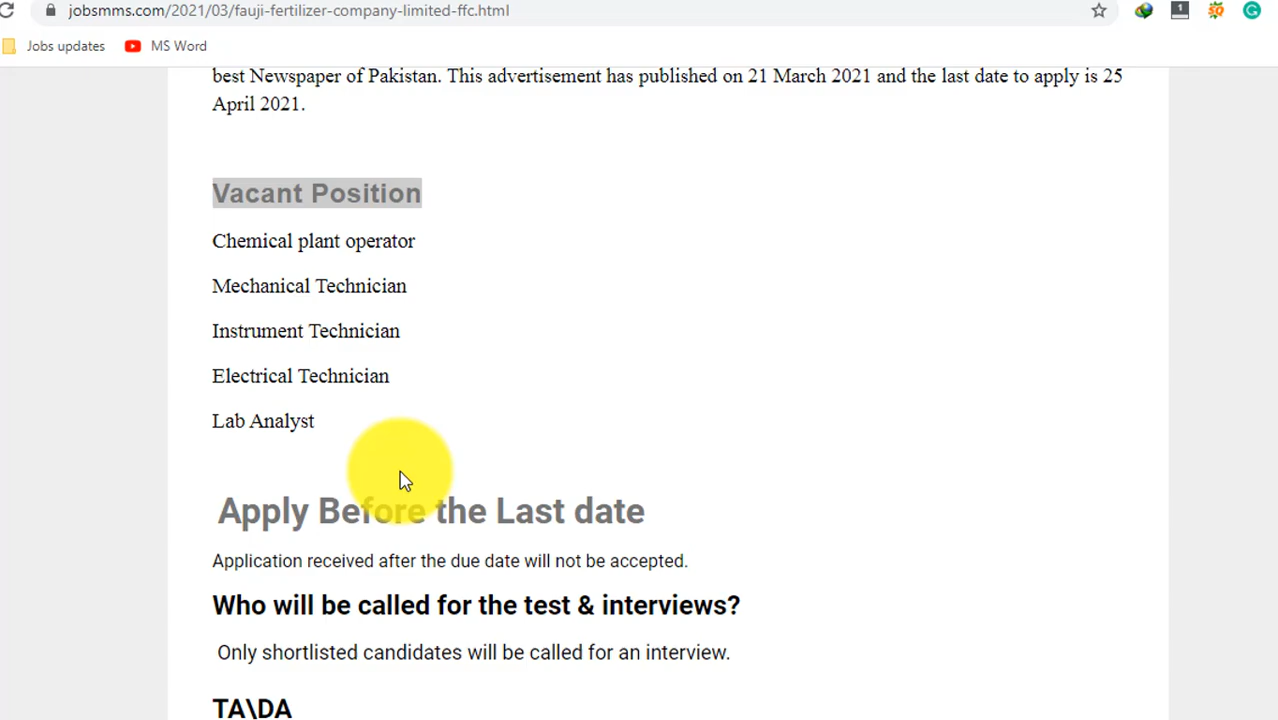 jobsmms.com/2021/03/fauji-fertilizer-company-limited-ffc.html
1
SQ
G
Jobs updates
MS Word
best Newspaper of Pakistan. This advertisement has published on 21 March 2021 and the last date to apply is 25
April 2021.
Vacant Position
Chemical plant operator
Mechanical Technician
Instrument Technician
Electrical Technician
Lab Analyst
Apply Before the Last date
Application received after the due date will not be accepted.
Who will be called for the test & interviews?
Only shortlisted candidates will be called for an interview.
TA\DA